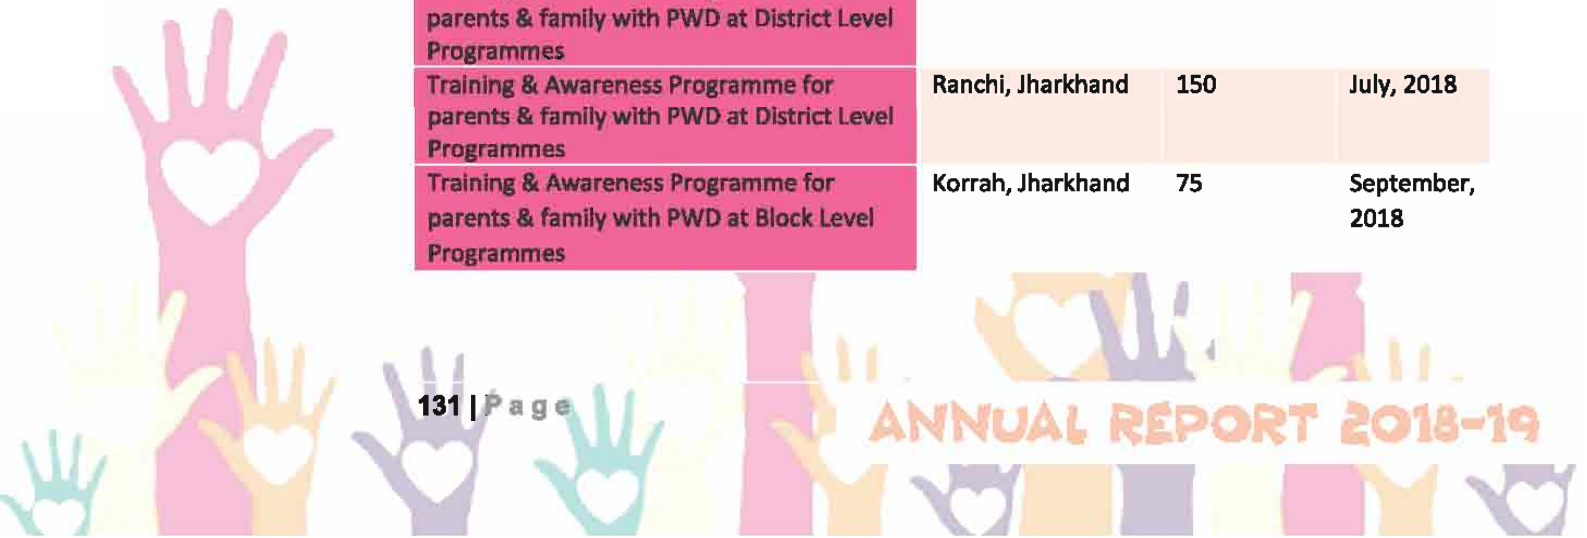 parents & family with PWD at District Level
Programmes
Training & Awareness Programme for
parents & family with PWD at District Level
Programmes
Ranchi, Jharkhand
150
July, 2018
Training & Awareness Programme for
parents & family with PWD at Block Level
Programmes
Korrah, Jharkhand
75
September,
2018
131 | Page
ANNUAL REPORT 2018-19